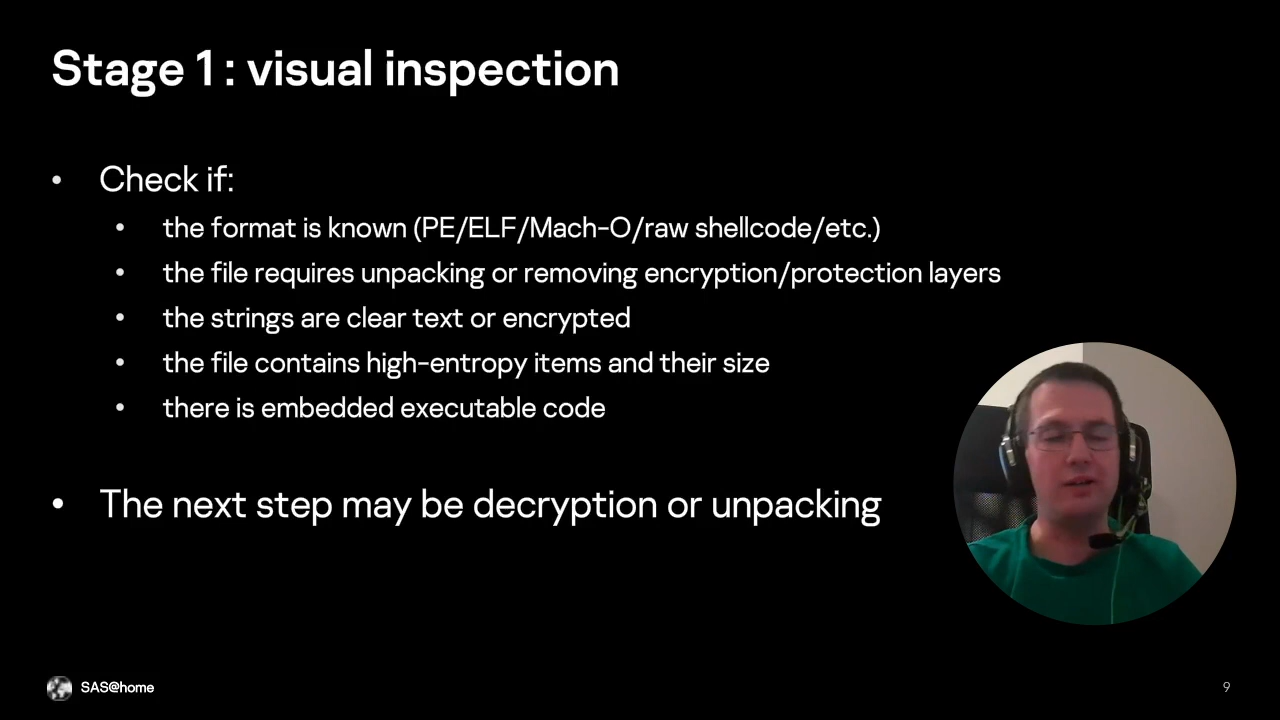 Stage 1 : visual inspection
• Check if:
• the format is known (PE/ELF/Mach-O/raw shellcode/etc.)
• the file requires unpacking or removing encryption/protection layers
• the strings are clear text or encrypted
• the file contains high-entropy items and their size
• there is embedded executable code
• The next step may be decryption or unpacking
SAS@home
9